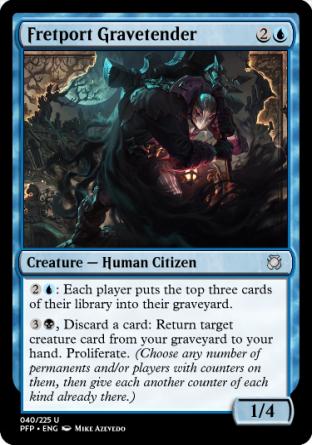 Fretport Gravetender 2
Creature — Human Citizen
2 : Each player puts the top three cards
of their library into their graveyard.
3 , Discard a card: Return target
creature card from your graveyard to your
hand. Proliferate. (Choose any number of
permanents and/or players with counters on
them, then give each another counter of each
kind already there.)
1/4
040/225 U
PFP • ENG Mike Azevedo